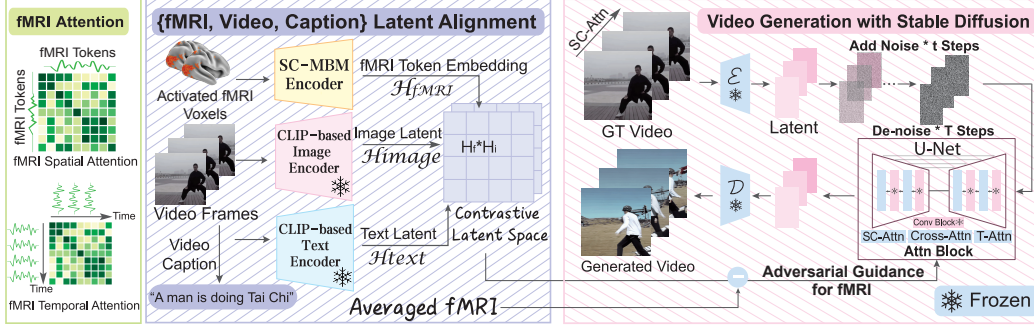 fMRI Attention
fMRI Tokens
fMRI Tokens
fMRI Spatial Attention
Time
Time
fMRI Temporal Attention
{fMRI, Video, Caption} Latent Alignment
Activated fMRI
Voxels
SC-MBM
Encoder
fMRI Token Embedding
HfMRI
Video Frames
CLIP-based
Image
Encoder
Image Latent
Himage
Hf*Hi
Contrastive
Latent Space
Video
Caption
CLIP-based
Text
Encoder
Text Latent
Htext
"A man is doing Tai Chi"
Averaged fMRI
Video Generation with Stable Diffusion
SC-Attn
GT Video
E
Latent
Add Noise * t Steps
De-noise * T Steps
U-Net
Conv Block
SC-Attn
Cross-Attn
T-Attn
Attn Block
D
Generated Video
Adversarial Guidance
for fMRI
Frozen